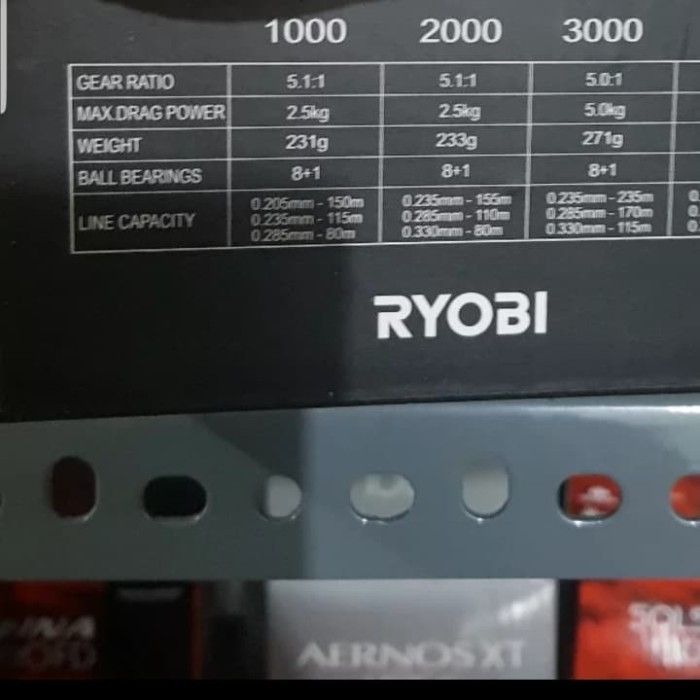 1000 2000 3000
GEAR RATIO 5.1:1 5.1:1 5.0:1
MAX.DRAG POWER 2.5kg 2.5kg 5.0kg
WEIGHT 231g 233g 271g
BALL BEARINGS 8+1 8+1 8+1
LINE CAPACITY
0.205mm - 150m 0.235mm - 155m 0.235mm - 235m
0.235mm - 115m 0.285mm - 110m 0.285mm - 170m
0.285mm - 80m 0.330mm - 80m 0.330mm - 115m
RYOBI
AERNOS XT